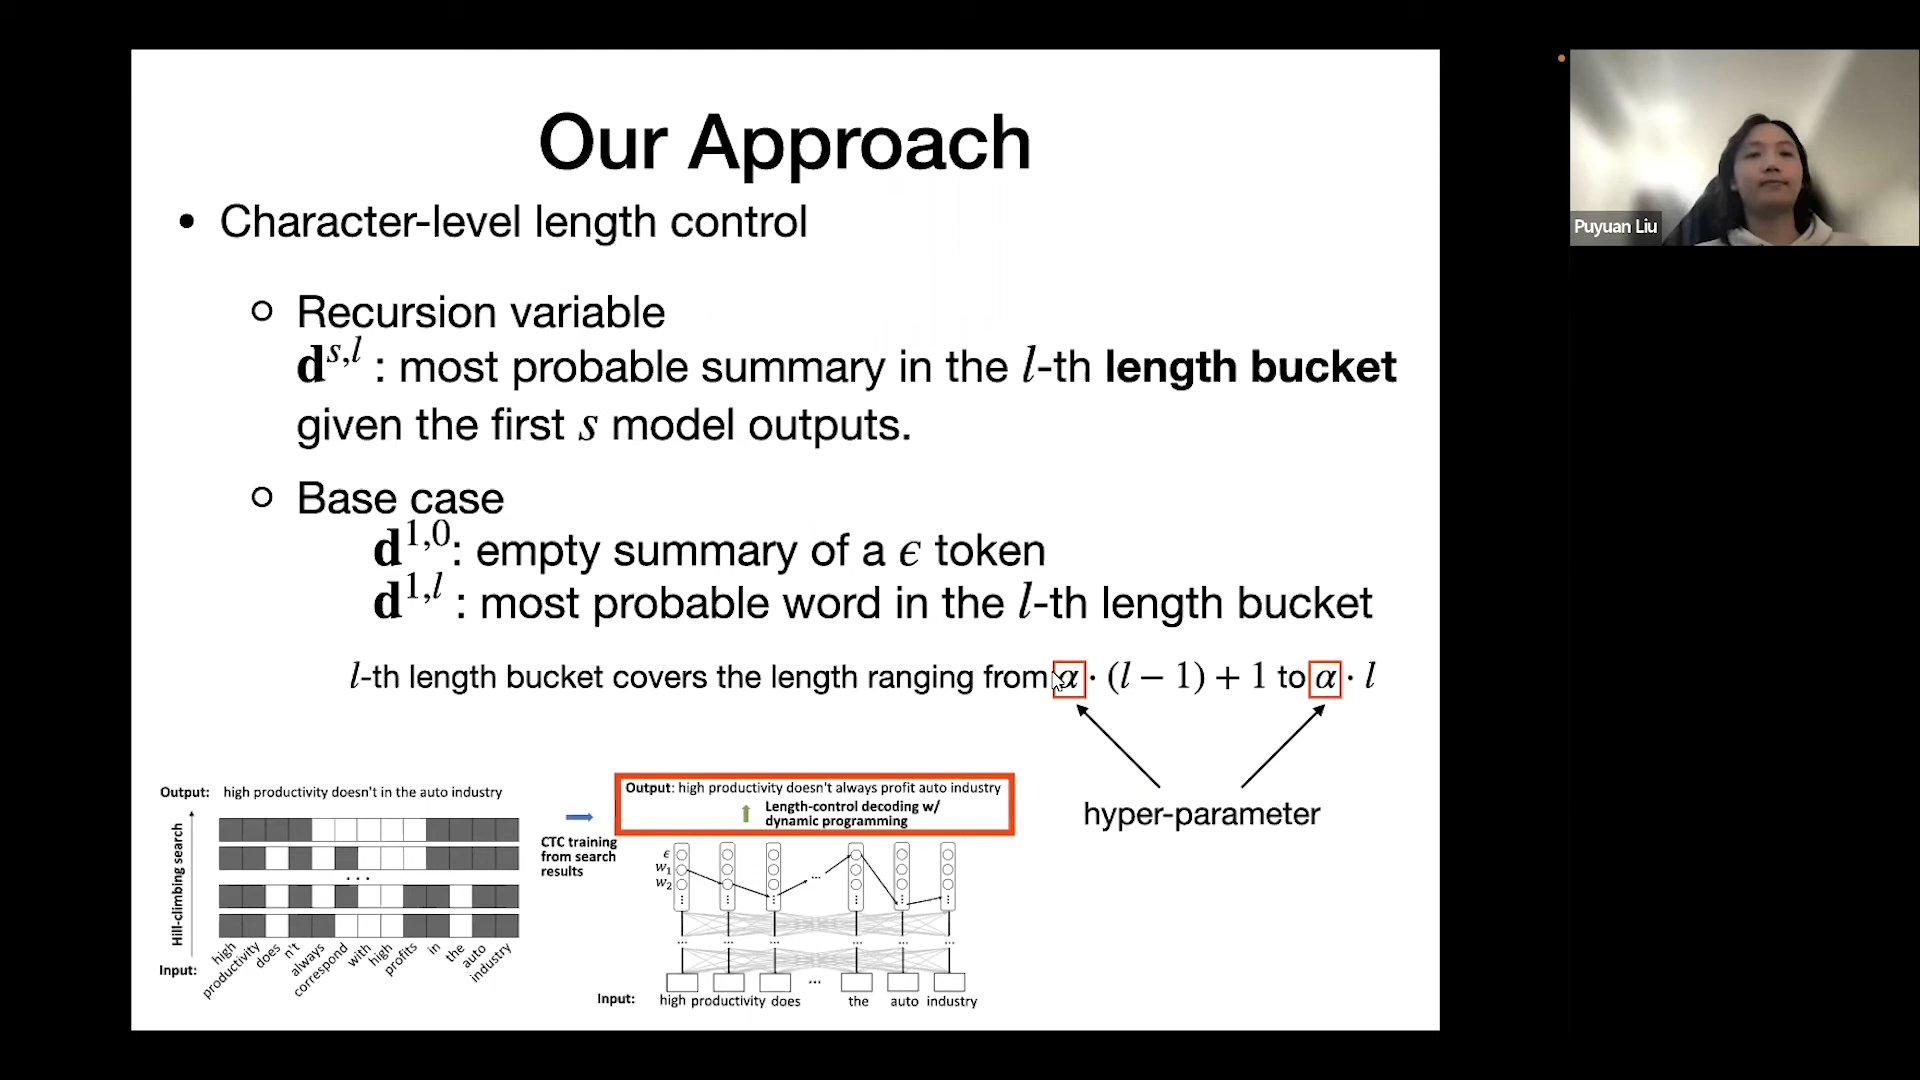 Our Approach
• Character-level length control
○ Recursion variable
d^{s,l} : most probable summary in the l-th length bucket
given the first s model outputs.
○ Base case
d^{1,0}: empty summary of a ϵ token
d^{1,l} : most probable word in the l-th length bucket
l-th length bucket covers the length ranging from α · (l − 1) + 1 to α · l
hyper-parameter
Output: high productivity doesn't in the auto industry
Hill-climbing search
...
Input:
high
productivity
does
n't
always
correspond
with
high
profits
in
the
auto
industry
CTC training
from search
results
Output: high productivity doesn't always profit auto industry
Length-control decoding w/
dynamic programming
ϵ
w₁
w₂
...
Input: high productivity does ... the auto industry
Puyuan Liu